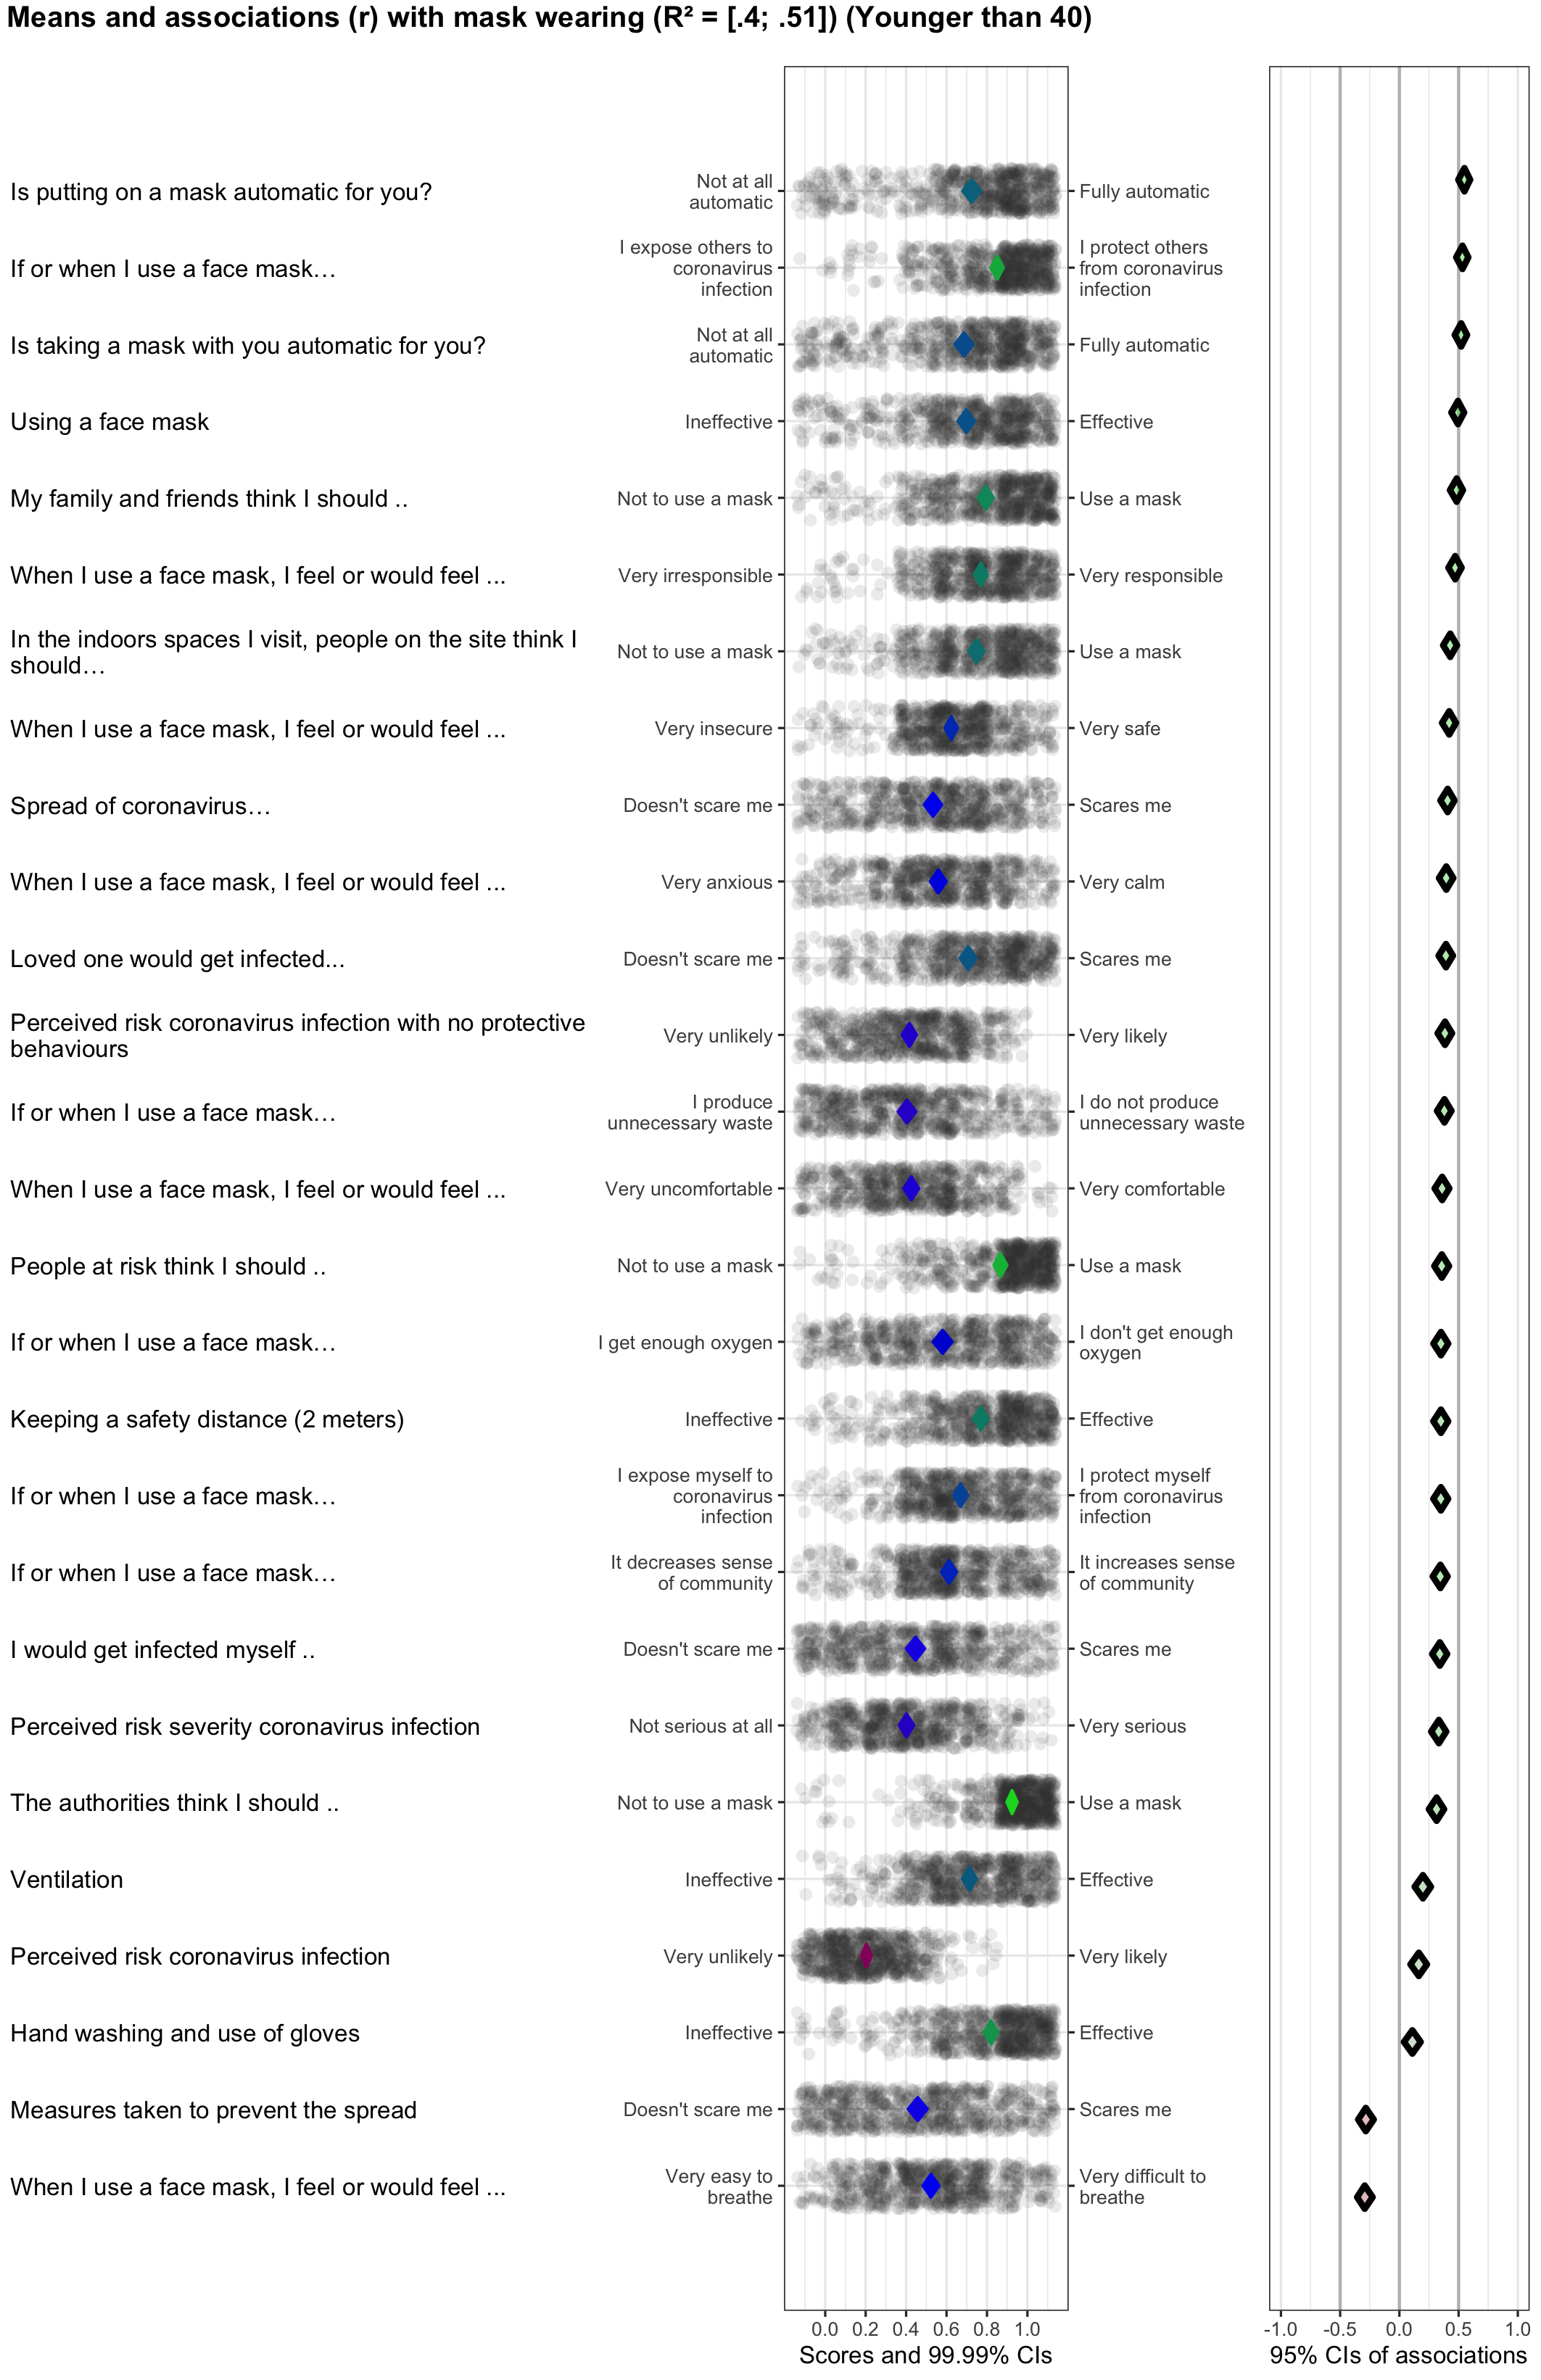 Means and associations (r) with mask wearing (R² = [.4; .51]) (Younger than 40)
Is putting on a mask automatic for you?
Not at all
automatic
Fully automatic
If or when I use a face mask…
I expose others to
coronavirus
infection
I protect others
from coronavirus
infection
Is taking a mask with you automatic for you?
Not at all
automatic
Fully automatic
Using a face mask
Ineffective
Effective
My family and friends think I should ..
Not to use a mask
Use a mask
When I use a face mask, I feel or would feel ...
Very irresponsible
Very responsible
In the indoors spaces I visit, people on the site think I
should…
Not to use a mask
Use a mask
When I use a face mask, I feel or would feel ...
Very insecure
Very safe
Spread of coronavirus…
Doesn't scare me
Scares me
When I use a face mask, I feel or would feel ...
Very anxious
Very calm
Loved one would get infected...
Doesn't scare me
Scares me
Perceived risk coronavirus infection with no protective
behaviours
Very unlikely
Very likely
If or when I use a face mask…
I produce
unnecessary waste
I do not produce
unnecessary waste
When I use a face mask, I feel or would feel ...
Very uncomfortable
Very comfortable
People at risk think I should ..
Not to use a mask
Use a mask
If or when I use a face mask…
I get enough oxygen
I don't get enough
oxygen
Keeping a safety distance (2 meters)
Ineffective
Effective
If or when I use a face mask…
I expose myself to
coronavirus
infection
I protect myself
from coronavirus
infection
If or when I use a face mask…
It decreases sense
of community
It increases sense
of community
I would get infected myself ..
Doesn't scare me
Scares me
Perceived risk severity coronavirus infection
Not serious at all
Very serious
The authorities think I should ..
Not to use a mask
Use a mask
Ventilation
Ineffective
Effective
Perceived risk coronavirus infection
Very unlikely
Very likely
Hand washing and use of gloves
Ineffective
Effective
Measures taken to prevent the spread
Doesn't scare me
Scares me
When I use a face mask, I feel or would feel ...
Very easy to
breathe
Very difficult to
breathe
0.0 0.2 0.4 0.6 0.8 1.0
Scores and 99.99% CIs
-1.0 -0.5 0.0 0.5 1.0
95% CIs of associations